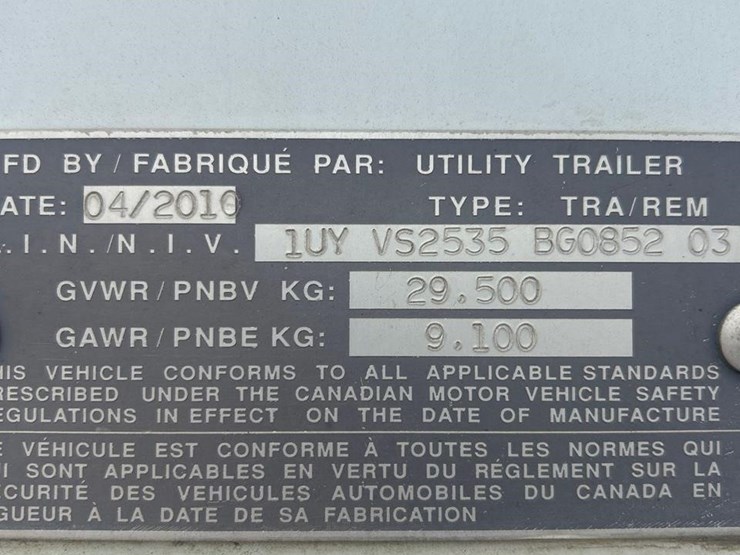 FD BY / FABRIQUÉ PAR: UTILITY TRAILER
ATE: 04/2010 TYPE: TRA/REM
.I.N./N.I.V. 1UY VS2535 BG0852 03
GVWR/PNBV KG: 29,500
GAWR/PNBE KG: 9,100
HIS VEHICLE CONFORMS TO ALL APPLICABLE STANDARDS
RESCRIBED UNDER THE CANADIAN MOTOR VEHICLE SAFETY
EGULATIONS IN EFFECT ON THE DATE OF MANUFACTURE
E VÉHICULE EST CONFORME À TOUTES LES NORMES QUI
UI SONT APPLICABLES EN VERTU DU RÉGLEMENT SUR LA
ÉCURITÉ DES VEHICULES AUTOMOBILES DU CANADA EN
IGUEUR À LA DATE DE SA FABRICATION